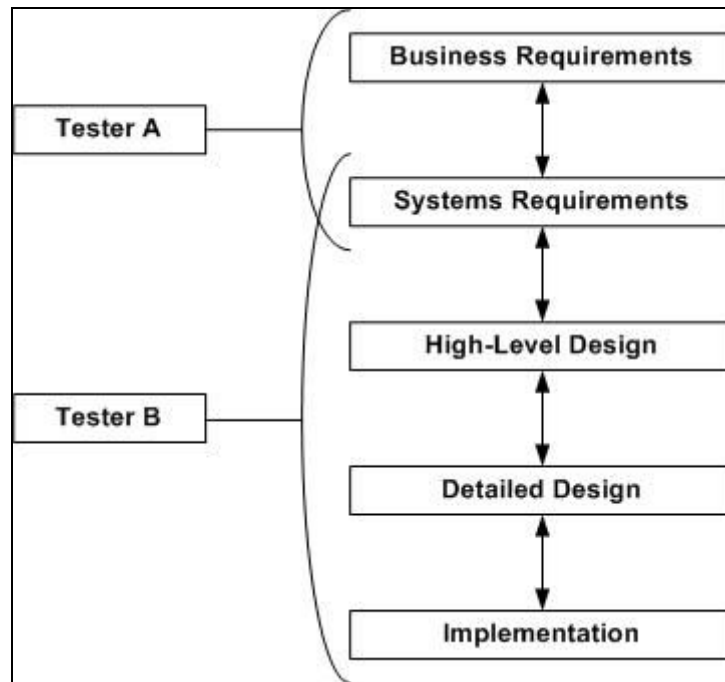 Business Requirements
Tester A
Systems Requirements
High-Level Design
Tester B
Detailed Design
Implementation